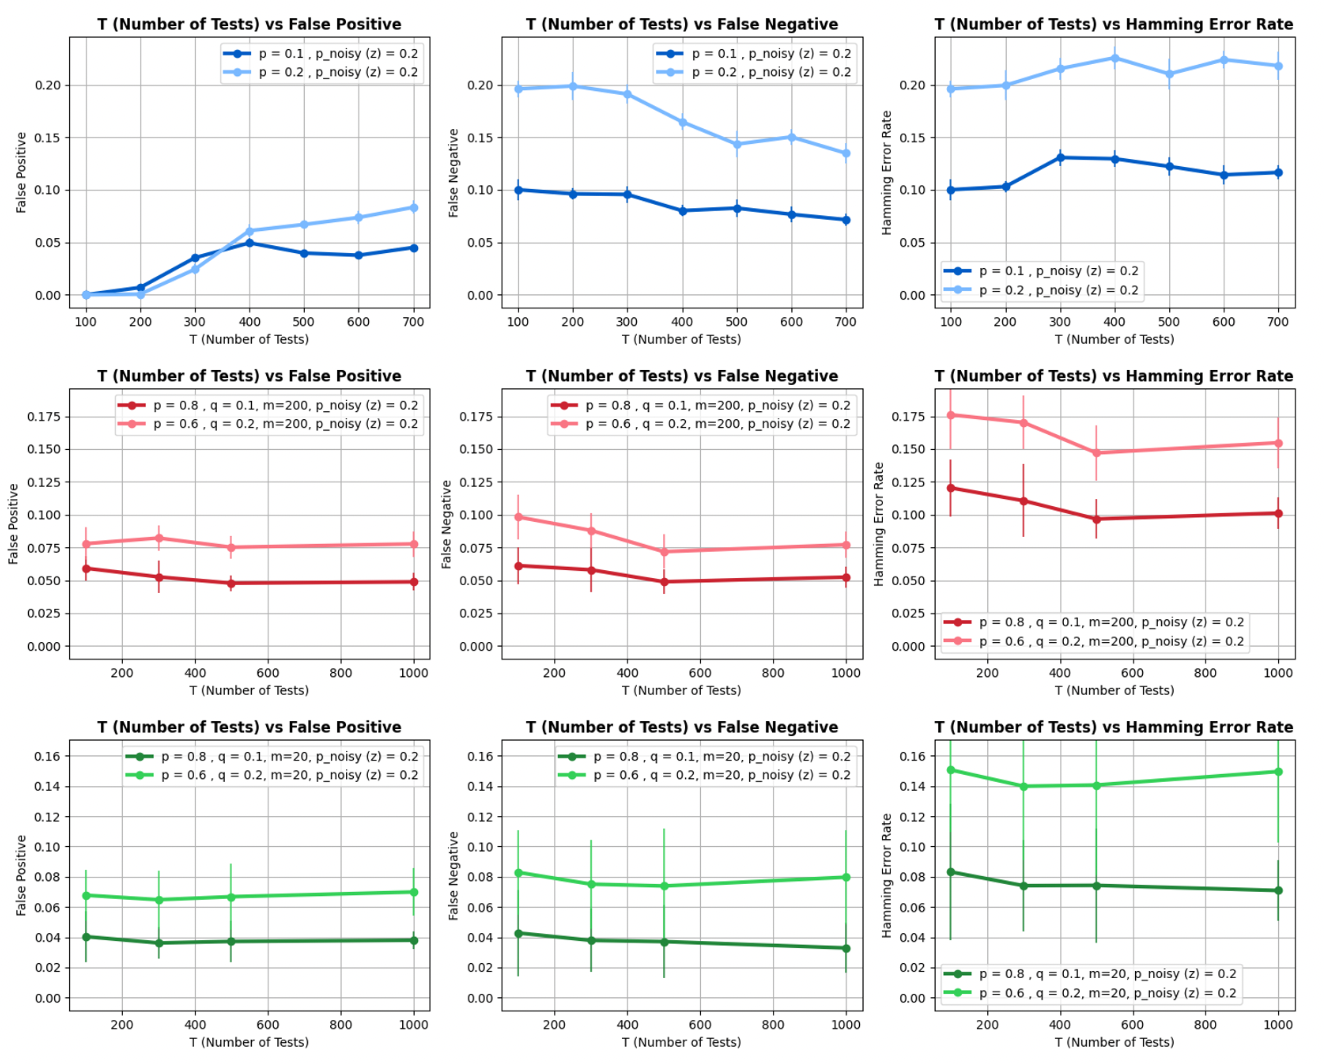 T (Number of Tests) vs False Positive
p = 0.1 , p_noisy (z) = 0.2
p = 0.2 , p_noisy (z) = 0.2
False Positive
0.20
0.15
0.10
0.05
0.00
100 200 300 400 500 600 700
T (Number of Tests)
T (Number of Tests) vs False Negative
p = 0.1 , p_noisy (z) = 0.2
p = 0.2 , p_noisy (z) = 0.2
False Negative
0.20
0.15
0.10
0.05
0.00
100 200 300 400 500 600 700
T (Number of Tests)
T (Number of Tests) vs Hamming Error Rate
Hamming Error Rate
0.20
0.15
0.10
0.05
0.00
p = 0.1 , p_noisy (z) = 0.2
p = 0.2 , p_noisy (z) = 0.2
100 200 300 400 500 600 700
T (Number of Tests)
T (Number of Tests) vs False Positive
p = 0.8 , q = 0.1, m=200, p_noisy (z) = 0.2
p = 0.6 , q = 0.2, m=200, p_noisy (z) = 0.2
False Positive
0.175
0.150
0.125
0.100
0.075
0.050
0.025
0.000
200 400 600 800 1000
T (Number of Tests)
T (Number of Tests) vs False Negative
p = 0.8 , q = 0.1, m=200, p_noisy (z) = 0.2
p = 0.6 , q = 0.2, m=200, p_noisy (z) = 0.2
False Negative
0.175
0.150
0.125
0.100
0.075
0.050
0.025
0.000
200 400 600 800 1000
T (Number of Tests)
T (Number of Tests) vs Hamming Error Rate
Hamming Error Rate
0.175
0.150
0.125
0.100
0.075
0.050
0.025
0.000
p = 0.8 , q = 0.1, m=200, p_noisy (z) = 0.2
p = 0.6 , q = 0.2, m=200, p_noisy (z) = 0.2
200 400 600 800 1000
T (Number of Tests)
T (Number of Tests) vs False Positive
p = 0.8 , q = 0.1, m=20, p_noisy (z) = 0.2
p = 0.6 , q = 0.2, m=20, p_noisy (z) = 0.2
False Positive
0.16
0.14
0.12
0.10
0.08
0.06
0.04
0.02
0.00
200 400 600 800 1000
T (Number of Tests)
T (Number of Tests) vs False Negative
p = 0.8 , q = 0.1, m=20, p_noisy (z) = 0.2
p = 0.6 , q = 0.2, m=20, p_noisy (z) = 0.2
False Negative
0.16
0.14
0.12
0.10
0.08
0.06
0.04
0.02
0.00
200 400 600 800 1000
T (Number of Tests)
T (Number of Tests) vs Hamming Error Rate
Hamming Error Rate
0.16
0.14
0.12
0.10
0.08
0.06
0.04
0.02
0.00
p = 0.8 , q = 0.1, m=20, p_noisy (z) = 0.2
p = 0.6 , q = 0.2, m=20, p_noisy (z) = 0.2
200 400 600 800 1000
T (Number of Tests)